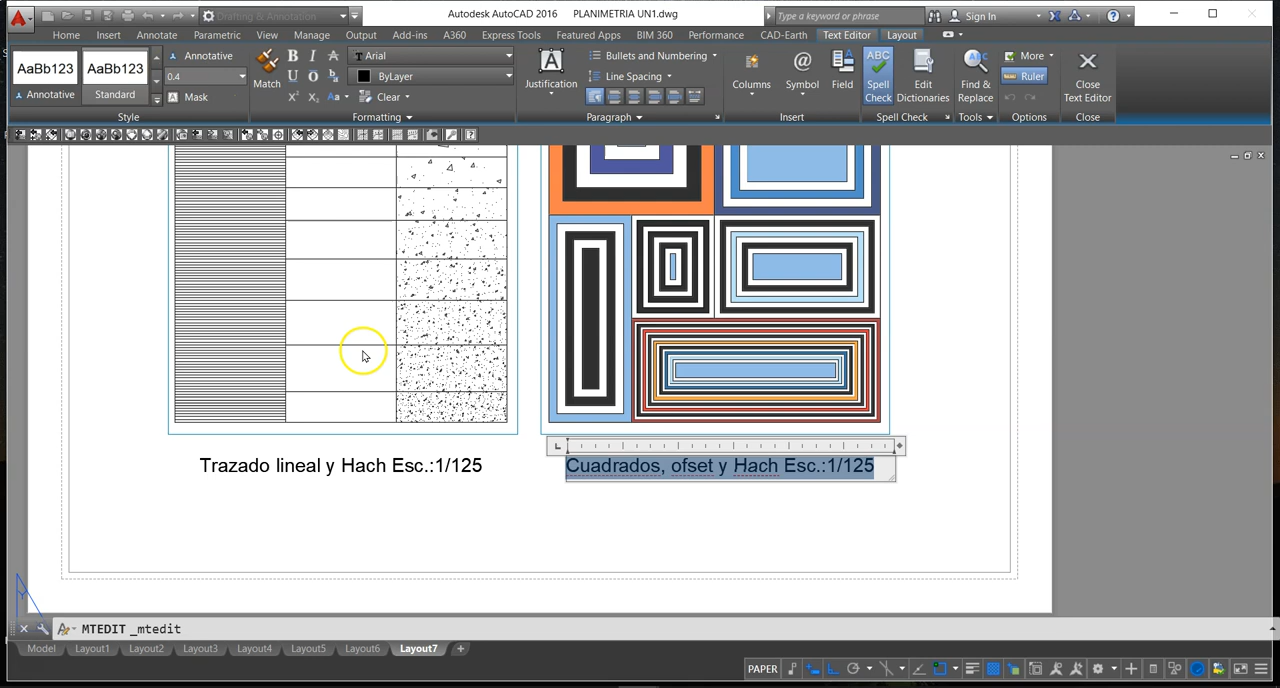 Drafting & Annotation
Autodesk AutoCAD 2016 PLANIMETRIA UN1.dwg
Type a keyword or phrase
Sign In
Home Insert Annotate Parametric View Manage Output Add-ins A360 Express Tools Featured Apps BIM 360 Performance CAD-Earth Text Editor Layout
AaBb123 AaBb123
Annotative Standard
Annotative
0.4
Mask
Style
Match
Arial
ByLayer
Clear
Formatting
Justification
Bullets and Numbering
Line Spacing
Paragraph
Columns
Symbol
Field
Insert
ABC
Spell
Check
Edit
Dictionaries
Spell Check
Find &
Replace
Tools
More
Ruler
Options
Close
Text Editor
Close
Trazado lineal y Hach Esc.:1/125
Cuadrados, ofset y Hach Esc.:1/125
MTEDIT _mtedit
Model Layout1 Layout2 Layout3 Layout4 Layout5 Layout6 Layout7 +
PAPER